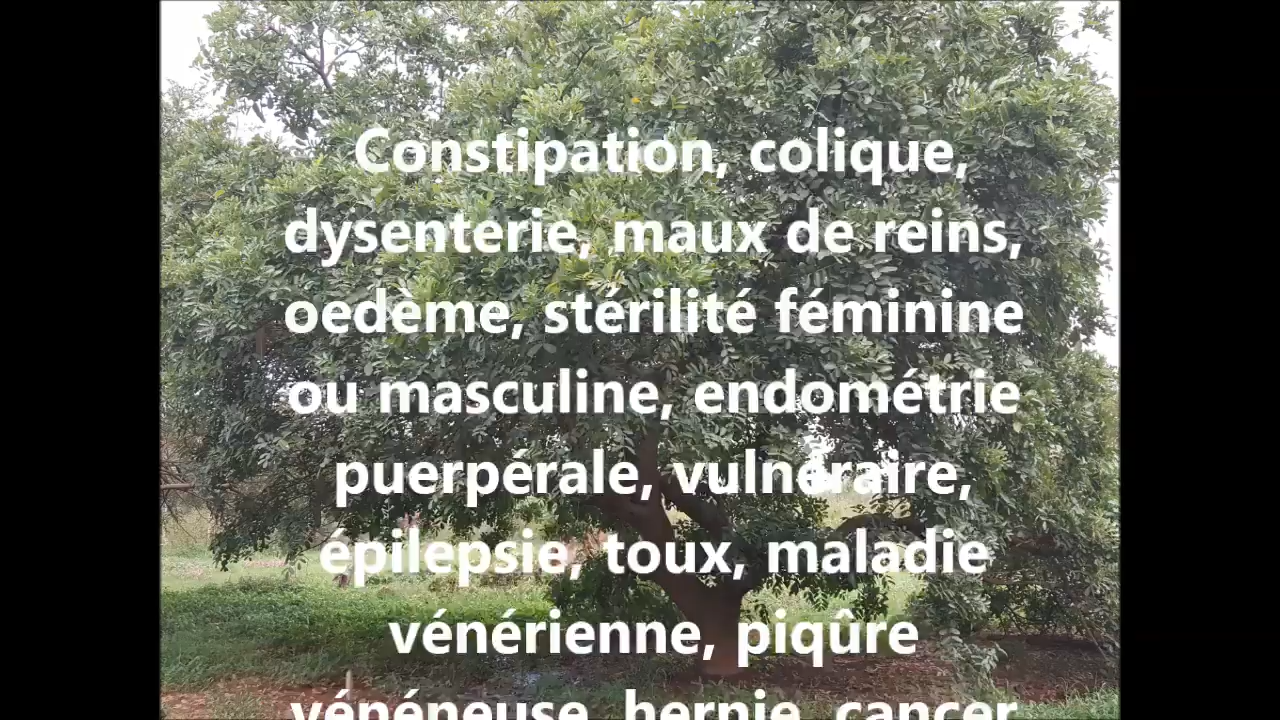 Constipation, colique,
dysenterie, maux de reins,
oedème, stérilité féminine
ou masculine, endométrie
puerpérale, vulnéraire,
épilepsie, toux, maladie
vénérienne, piqûre
vénéneuse, hernie, cancer